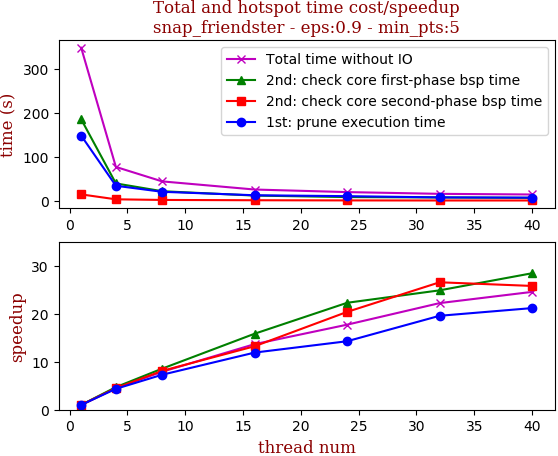 Total and hotspot time cost/speedup
snap_friendster - eps:0.9 - min_pts:5
time (s)
300
200
100
0
Total time without IO
2nd: check core first-phase bsp time
2nd: check core second-phase bsp time
1st: prune execution time
0 5 10 15 20 25 30 35 40
speedup
30
20
10
0
0 5 10 15 20 25 30 35 40
thread num